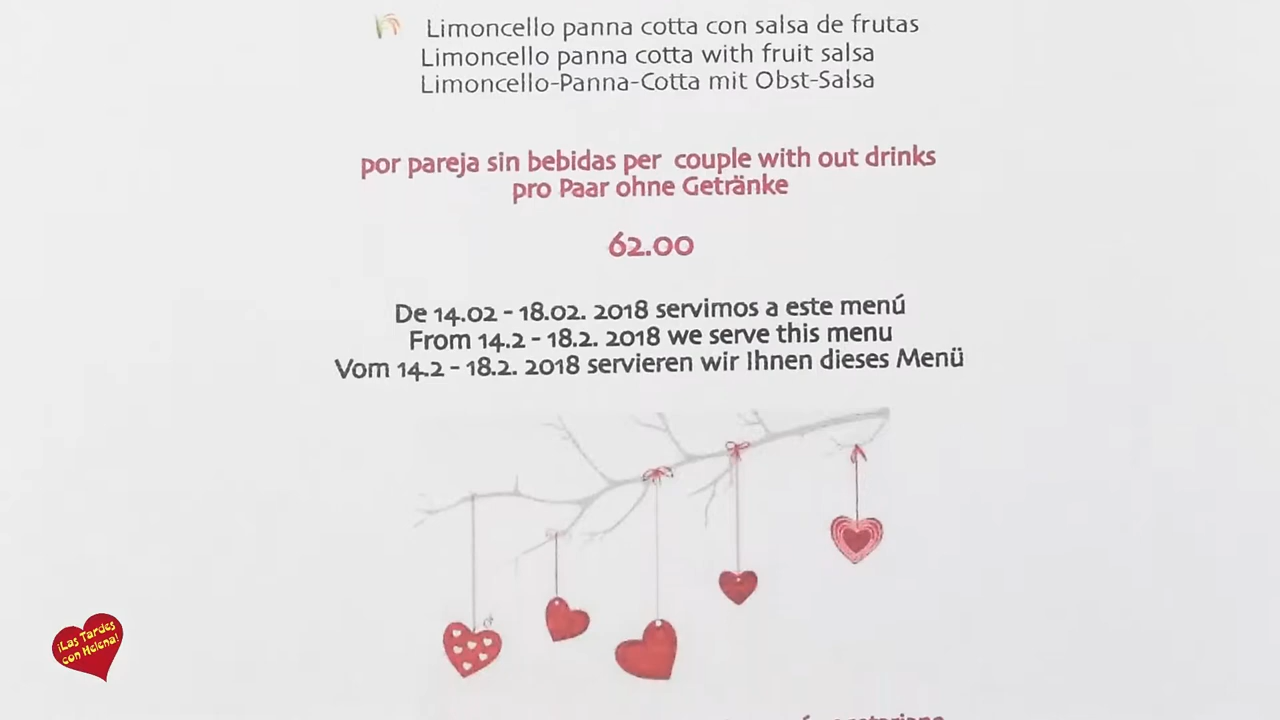 Limoncello panna cotta con salsa de frutas
Limoncello panna cotta with fruit salsa
Limoncello-Panna-Cotta mit Obst-Salsa
por pareja sin bebidas per couple with out drinks
pro Paar ohne Getränke
62.00
De 14.02 - 18.02. 2018 servimos a este menú
From 14.2 - 18.2. 2018 we serve this menu
Vom 14.2 - 18.2. 2018 servieren wir Ihnen dieses Menü
¡Las Tardes
con Helena!